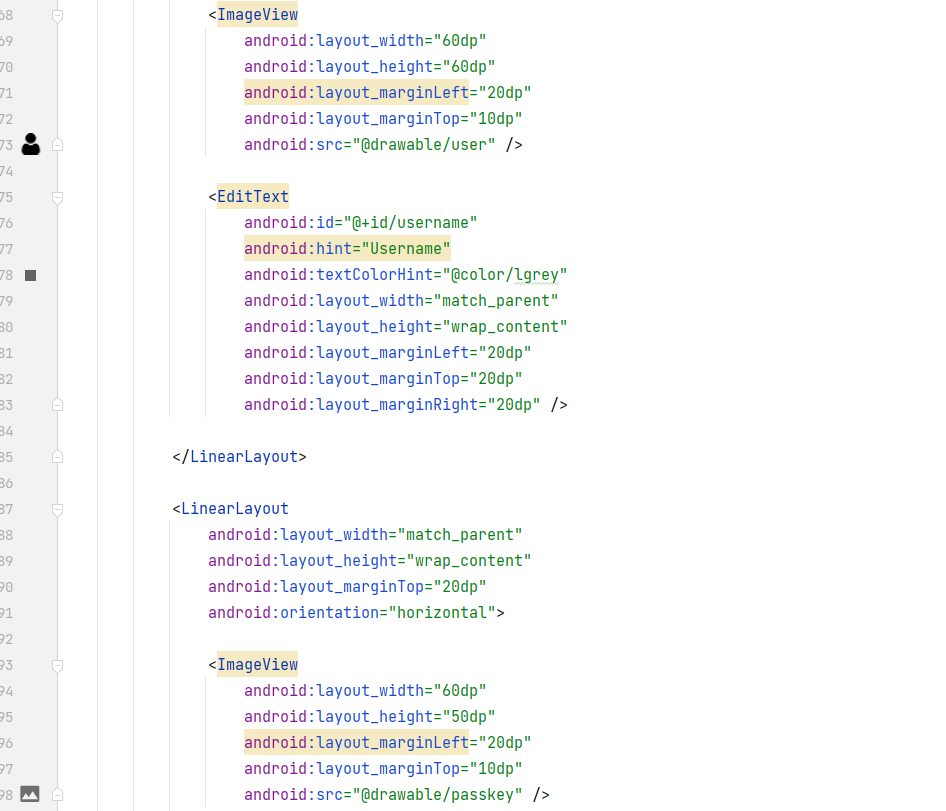 68 <ImageView
69 android:layout_width="60dp"
70 android:layout_height="60dp"
71 android:layout_marginLeft="20dp"
72 android:layout_marginTop="10dp"
73 android:src="@drawable/user" />
74
75 <EditText
76 android:id="@+id/username"
77 android:hint="Username"
78 android:textColorHint="@color/lgrey"
79 android:layout_width="match_parent"
80 android:layout_height="wrap_content"
81 android:layout_marginLeft="20dp"
82 android:layout_marginTop="20dp"
83 android:layout_marginRight="20dp" />
84
85 </LinearLayout>
86
87 <LinearLayout
88 android:layout_width="match_parent"
89 android:layout_height="wrap_content"
90 android:layout_marginTop="20dp"
91 android:orientation="horizontal">
92
93 <ImageView
94 android:layout_width="60dp"
95 android:layout_height="50dp"
96 android:layout_marginLeft="20dp"
97 android:layout_marginTop="10dp"
98 android:src="@drawable/passkey" />